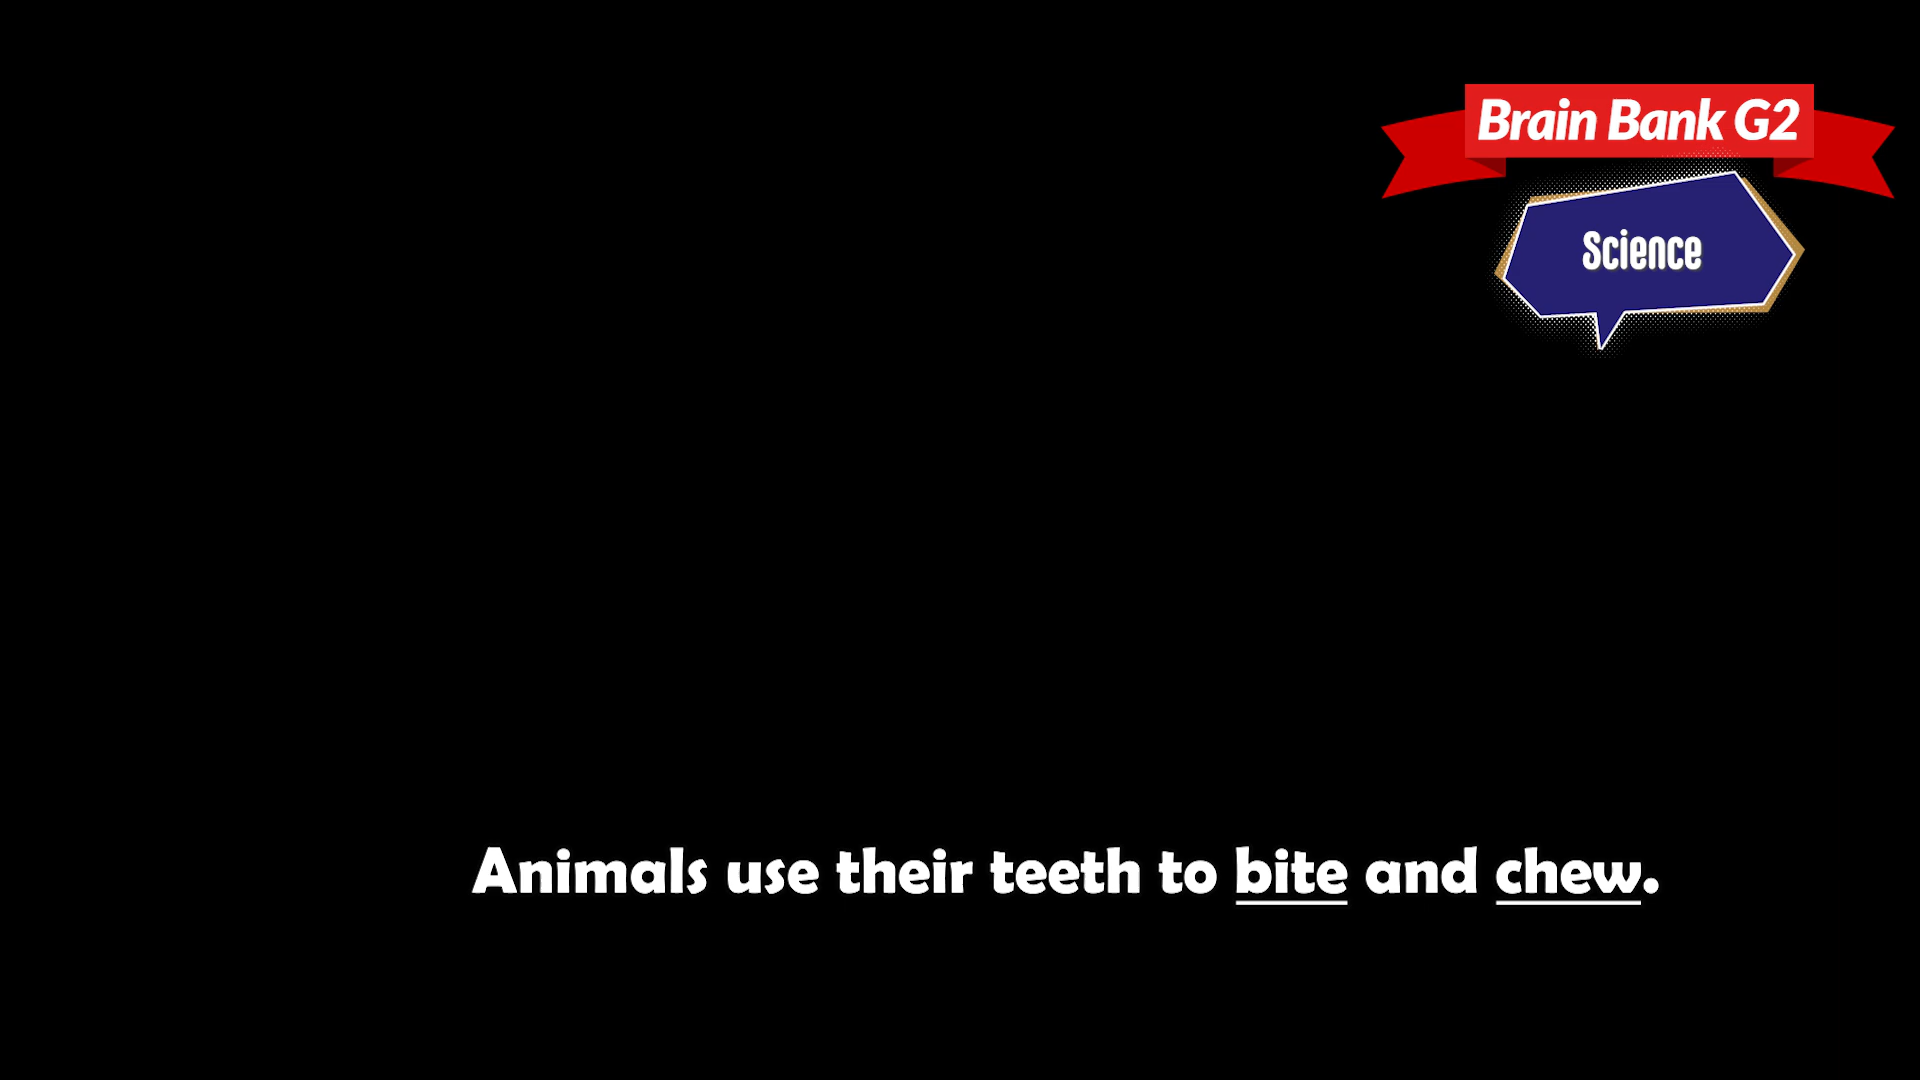 Brain Bank G2
Science
Animals use their teeth to bite and chew.